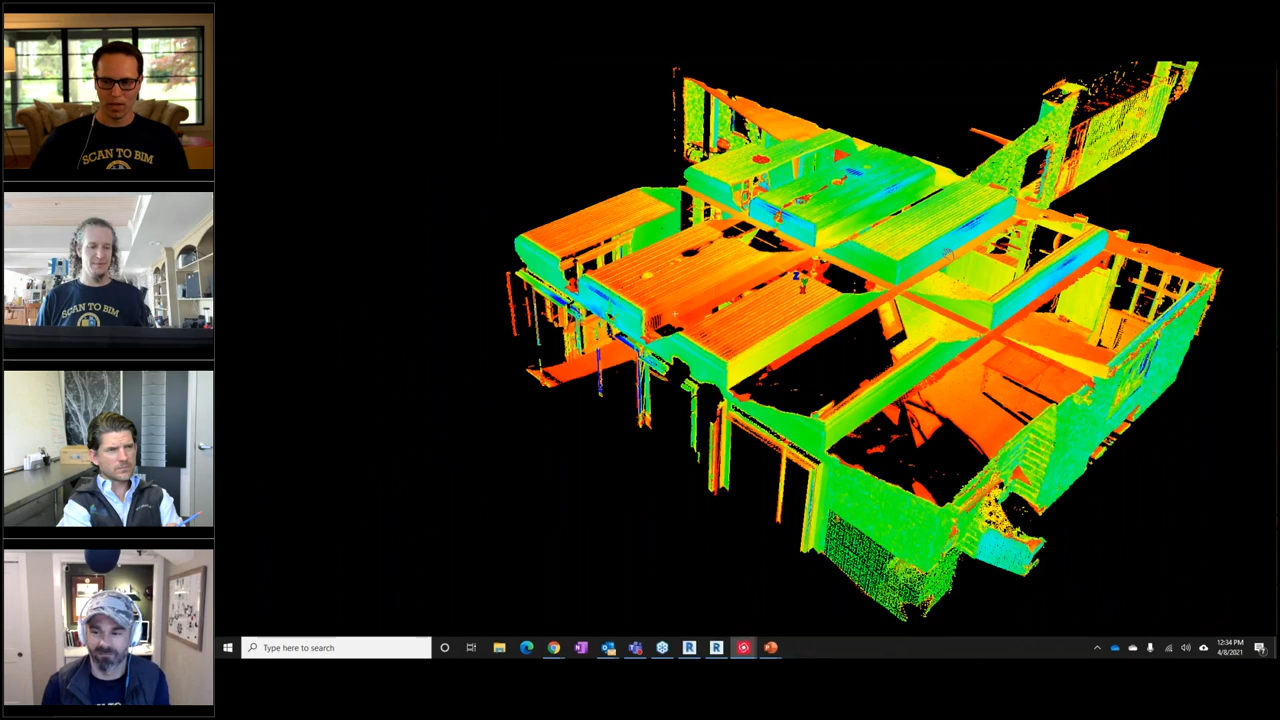 SCAN TO BIM
SCAN TO BIM
Type here to search
12:34 PM
4/8/2021